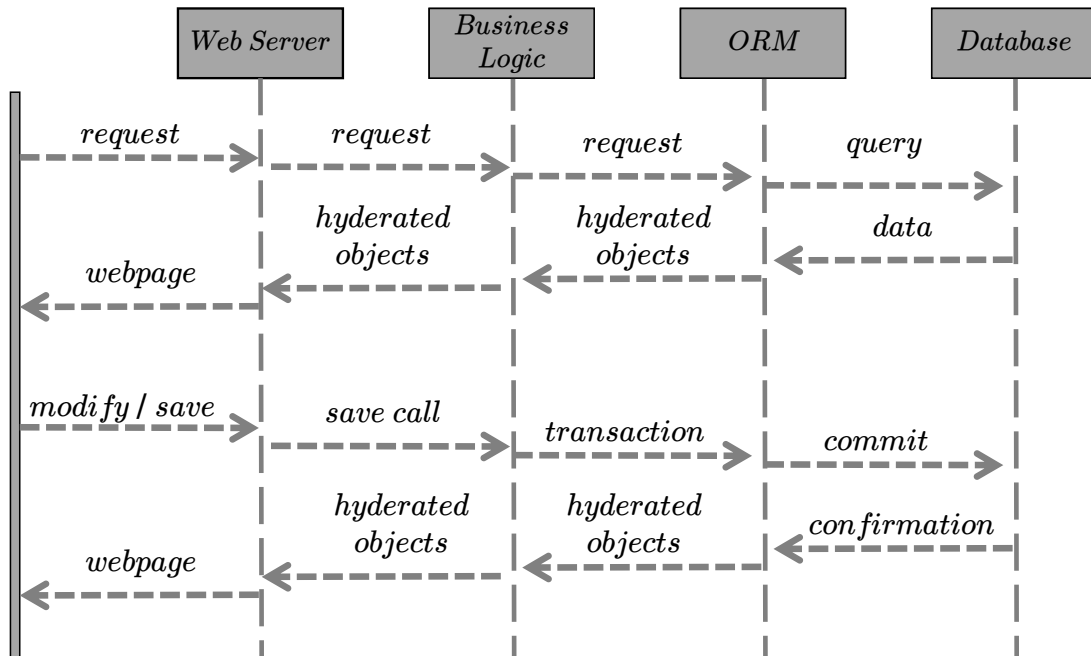 Web Server
Business
Logic
ORM
Database
request
request
request
query
hyderated
objects
hyderated
objects
data
webpage
modify / save
save call
transaction
commit
hyderated
objects
hyderated
objects
confirmation
webpage